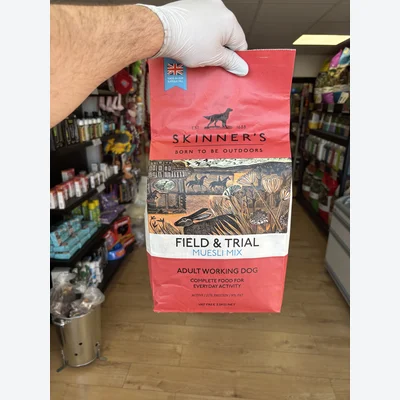 SKINNER'S
BORN TO BE OUTDOORS
FIELD & TRIAL
MUESLI MIX
ADULT WORKING DOG
COMPLETE FOOD FOR
EVERYDAY ACTIVITY